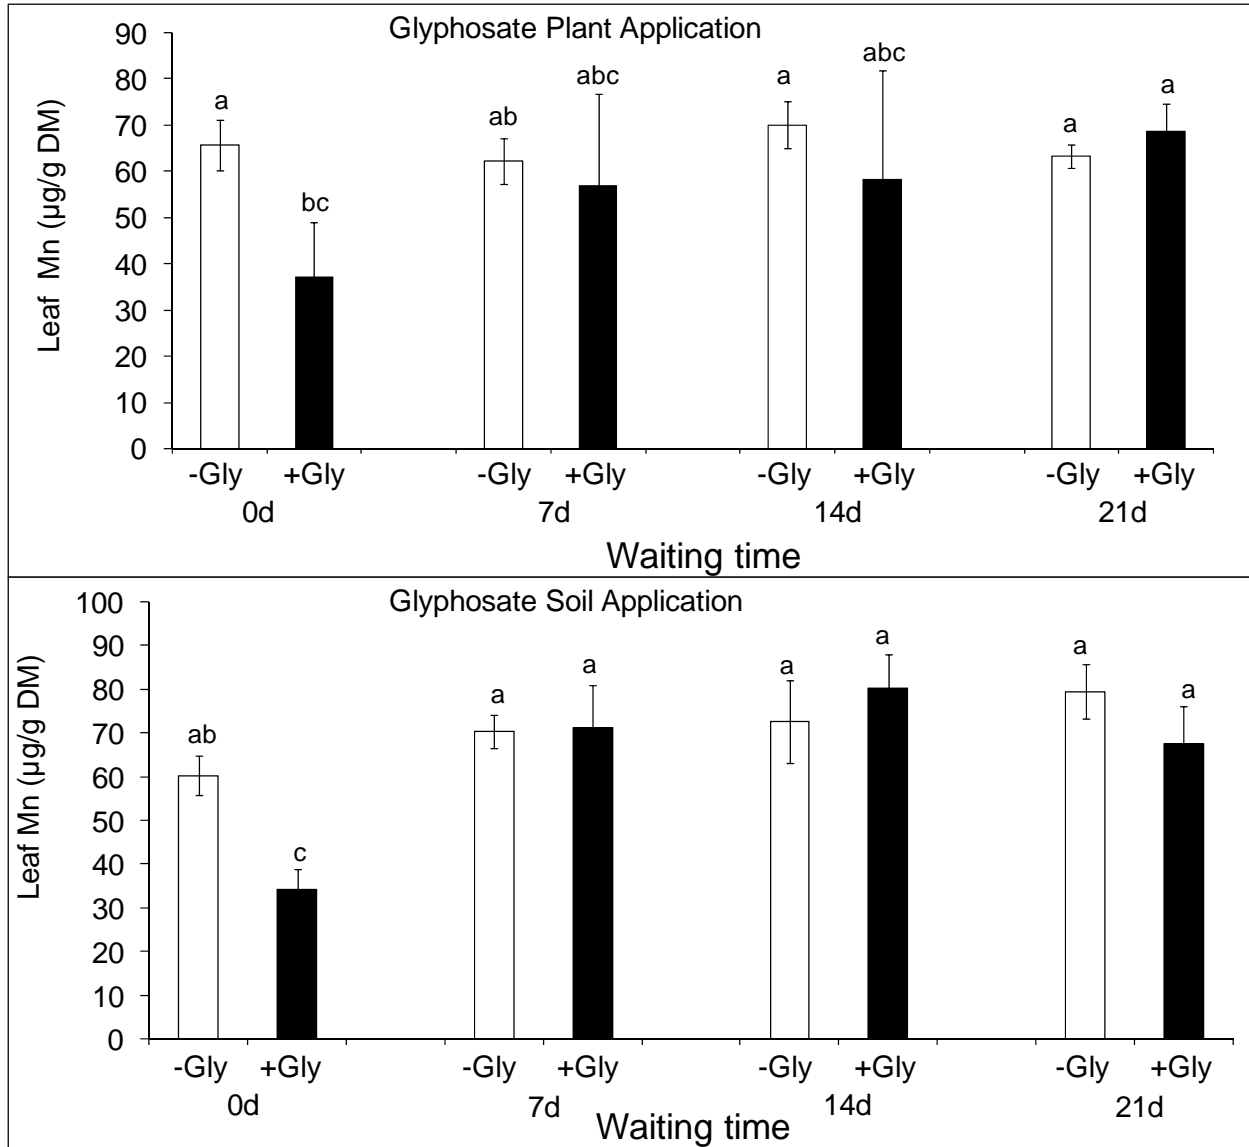 Glyphosate Plant Application
90
80
70
60
50
40
30
20
10
0
Leaf Mn (µg/g DM)
a
bc
ab
abc
a
abc
a
a
-Gly +Gly -Gly +Gly -Gly +Gly -Gly +Gly
0d 7d 14d 21d
Waiting time
Glyphosate Soil Application
100
90
80
70
60
50
40
30
20
10
0
Leaf Mn (µg/g DM)
ab
c
a
a
a
a
a
a
-Gly +Gly -Gly +Gly -Gly +Gly -Gly +Gly
0d 7d 14d 21d
Waiting time